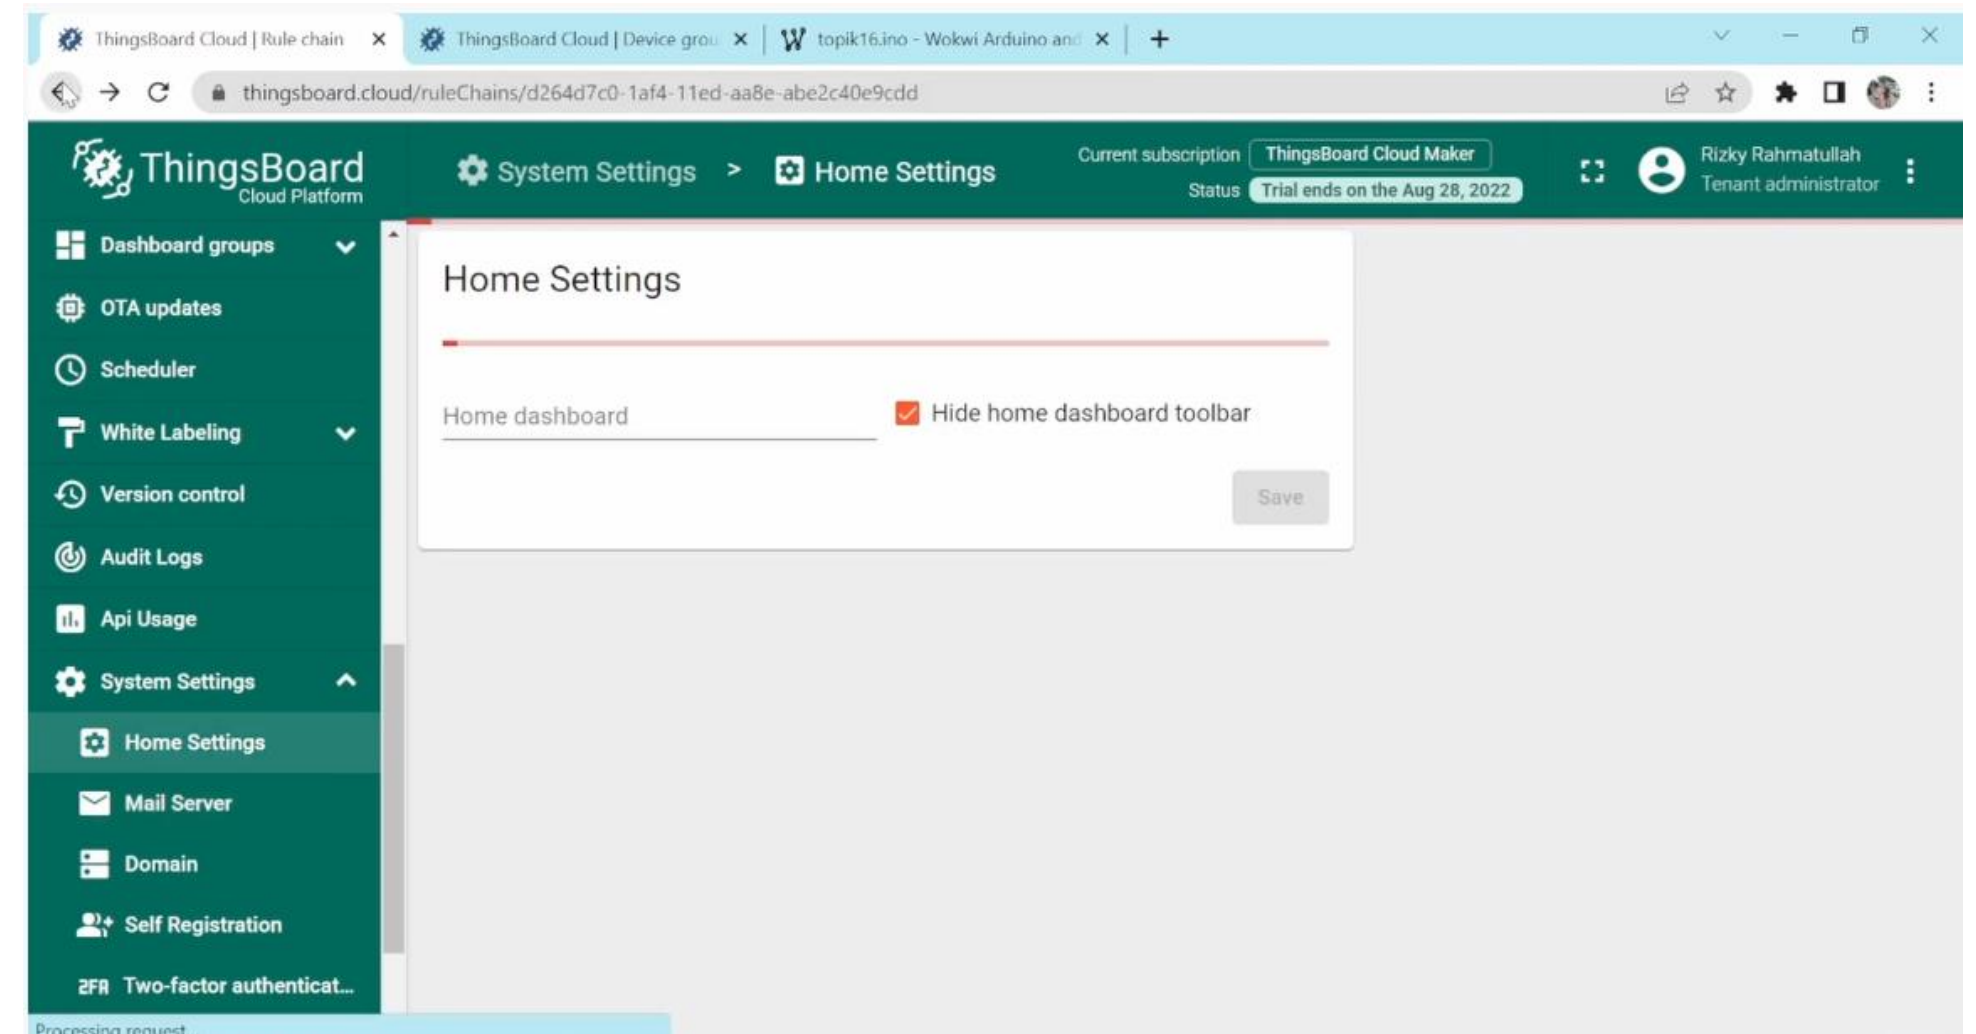 ThingsBoard Cloud | Rule chain
ThingsBoard Cloud | Device grou
topik16.ino - Wokwi Arduino and
thingsboard.cloud/ruleChains/d264d7c0-1af4-11ed-aa8e-abe2c40e9cdd
ThingsBoard
Cloud Platform
System Settings > Home Settings
Current subscription ThingsBoard Cloud Maker
Status Trial ends on the Aug 28, 2022
Rizky Rahmatullah
Tenant administrator
Dashboard groups
OTA updates
Scheduler
White Labeling
Version control
Audit Logs
Api Usage
System Settings
Home Settings
Mail Server
Domain
Self Registration
2FA Two-factor authenticat...
Home Settings
Home dashboard
Hide home dashboard toolbar
Save
Processing request